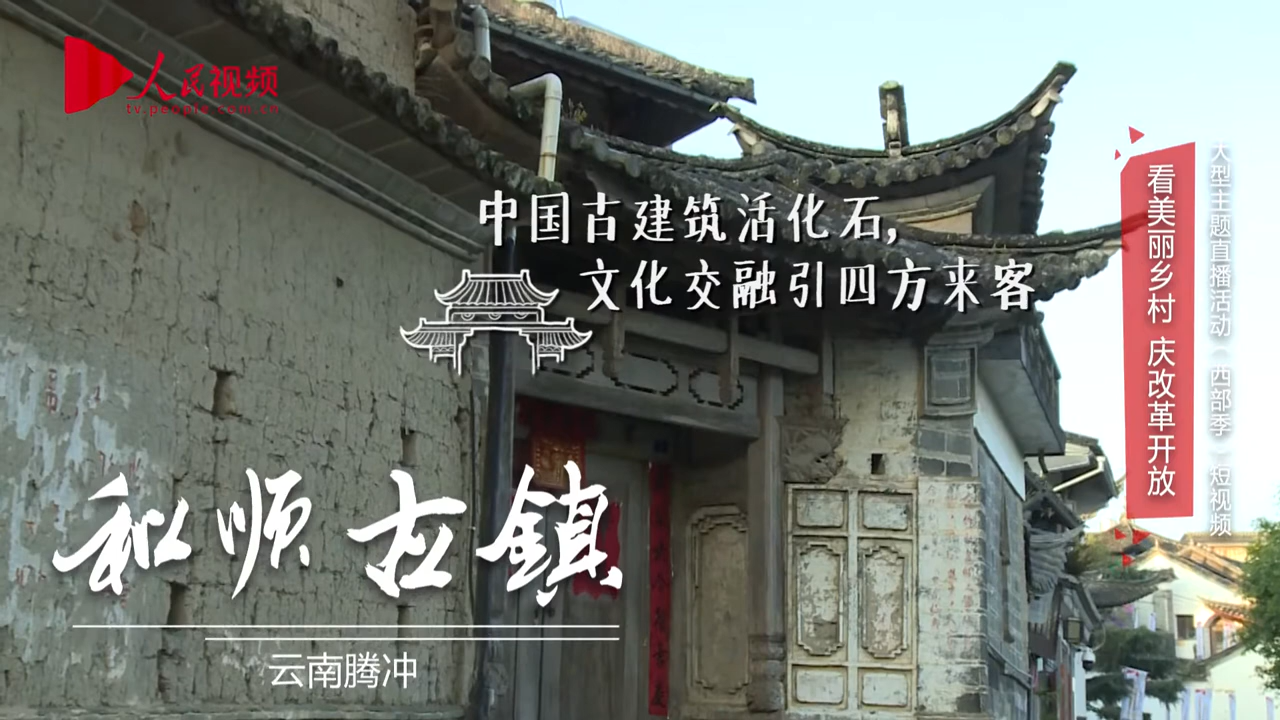 人民视频
tv.people.com.cn
中国古建筑活化石，
文化交融引四方来客
大型主题直播活动（西部季）短视频
看美丽乡村 庆改革开放
和顺古鎮
云南腾冲